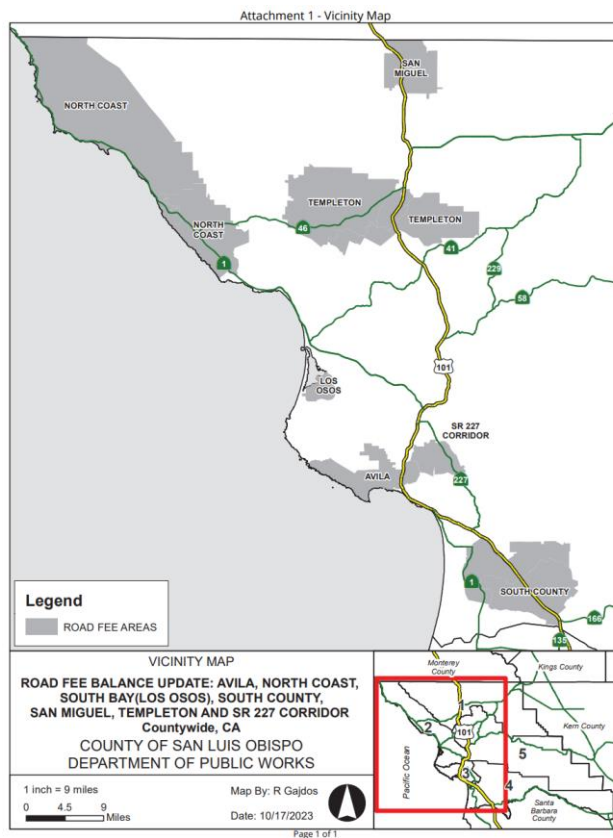 Attachment 1 - Vicinity Map
SAN
MIGUEL
NORTH COAST
TEMPLETON
TEMPLETON
NORTH
COAST
46
41
1
229
58
101
LOS
OSOS
SR 227
CORRIDOR
AVILA
227
1
SOUTH COUNTY
166
135
Legend
ROAD FEE AREAS
VICINITY MAP
ROAD FEE BALANCE UPDATE: AVILA, NORTH COAST,
SOUTH BAY(LOS OSOS), SOUTH COUNTY,
SAN MIGUEL, TEMPLETON AND SR 227 CORRIDOR
Countywide, CA
COUNTY OF SAN LUIS OBISPO
DEPARTMENT OF PUBLIC WORKS
1 inch = 9 miles
0 4.5 9
Miles
Map By: R Gajdos
Date: 10/17/2023
Monterey
County
Kings County
1
2
101
Kern County
5
Pacific Ocean
3
4
Santa
Barbara
County
Page 1 of 1